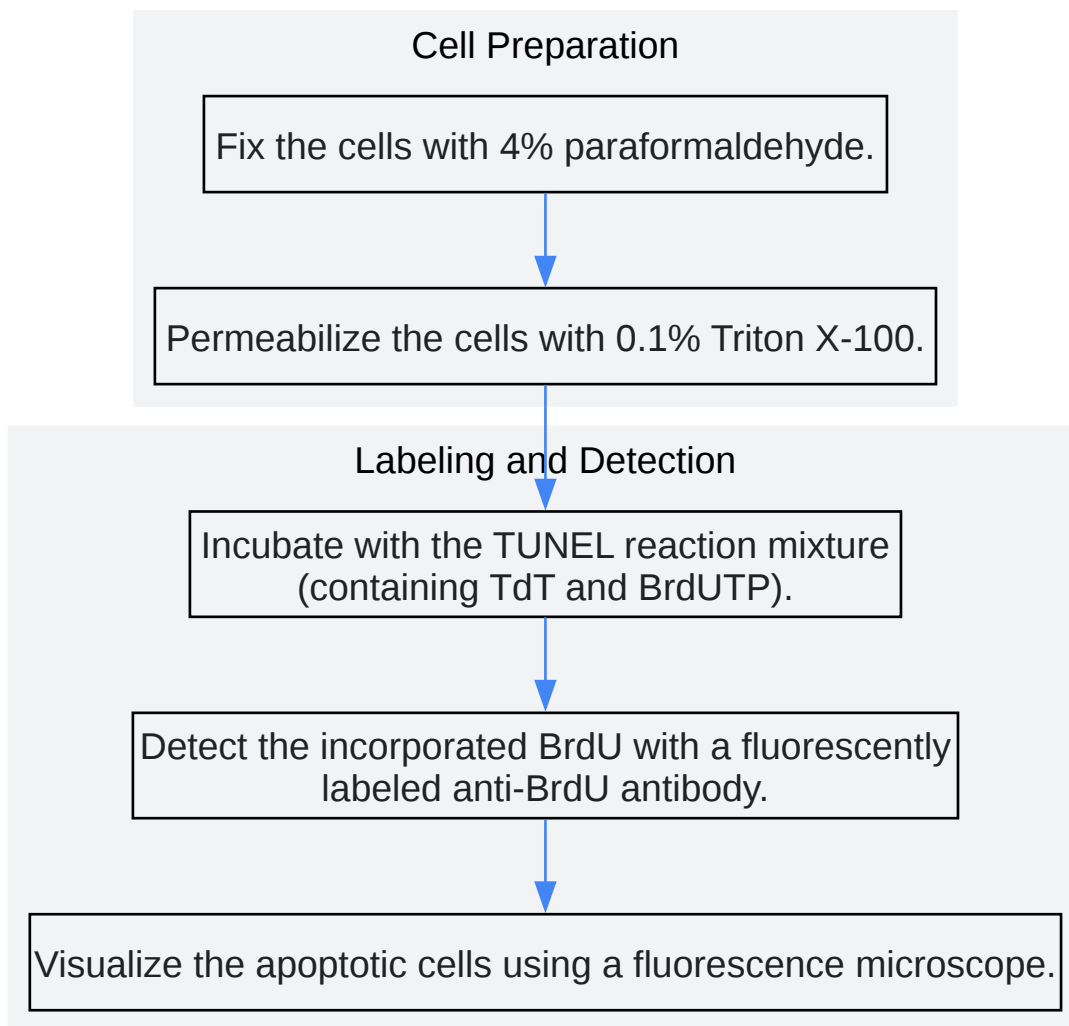 Cell Preparation
Fix the cells with 4% paraformaldehyde.
Permeabilize the cells with 0.1% Triton X-100.
Labeling and Detection
Incubate with the TUNEL reaction mixture
(containing TdT and BrdUTP).
Detect the incorporated BrdU with a fluorescently
labeled anti-BrdU antibody.
Visualize the apoptotic cells using a fluorescence microscope.